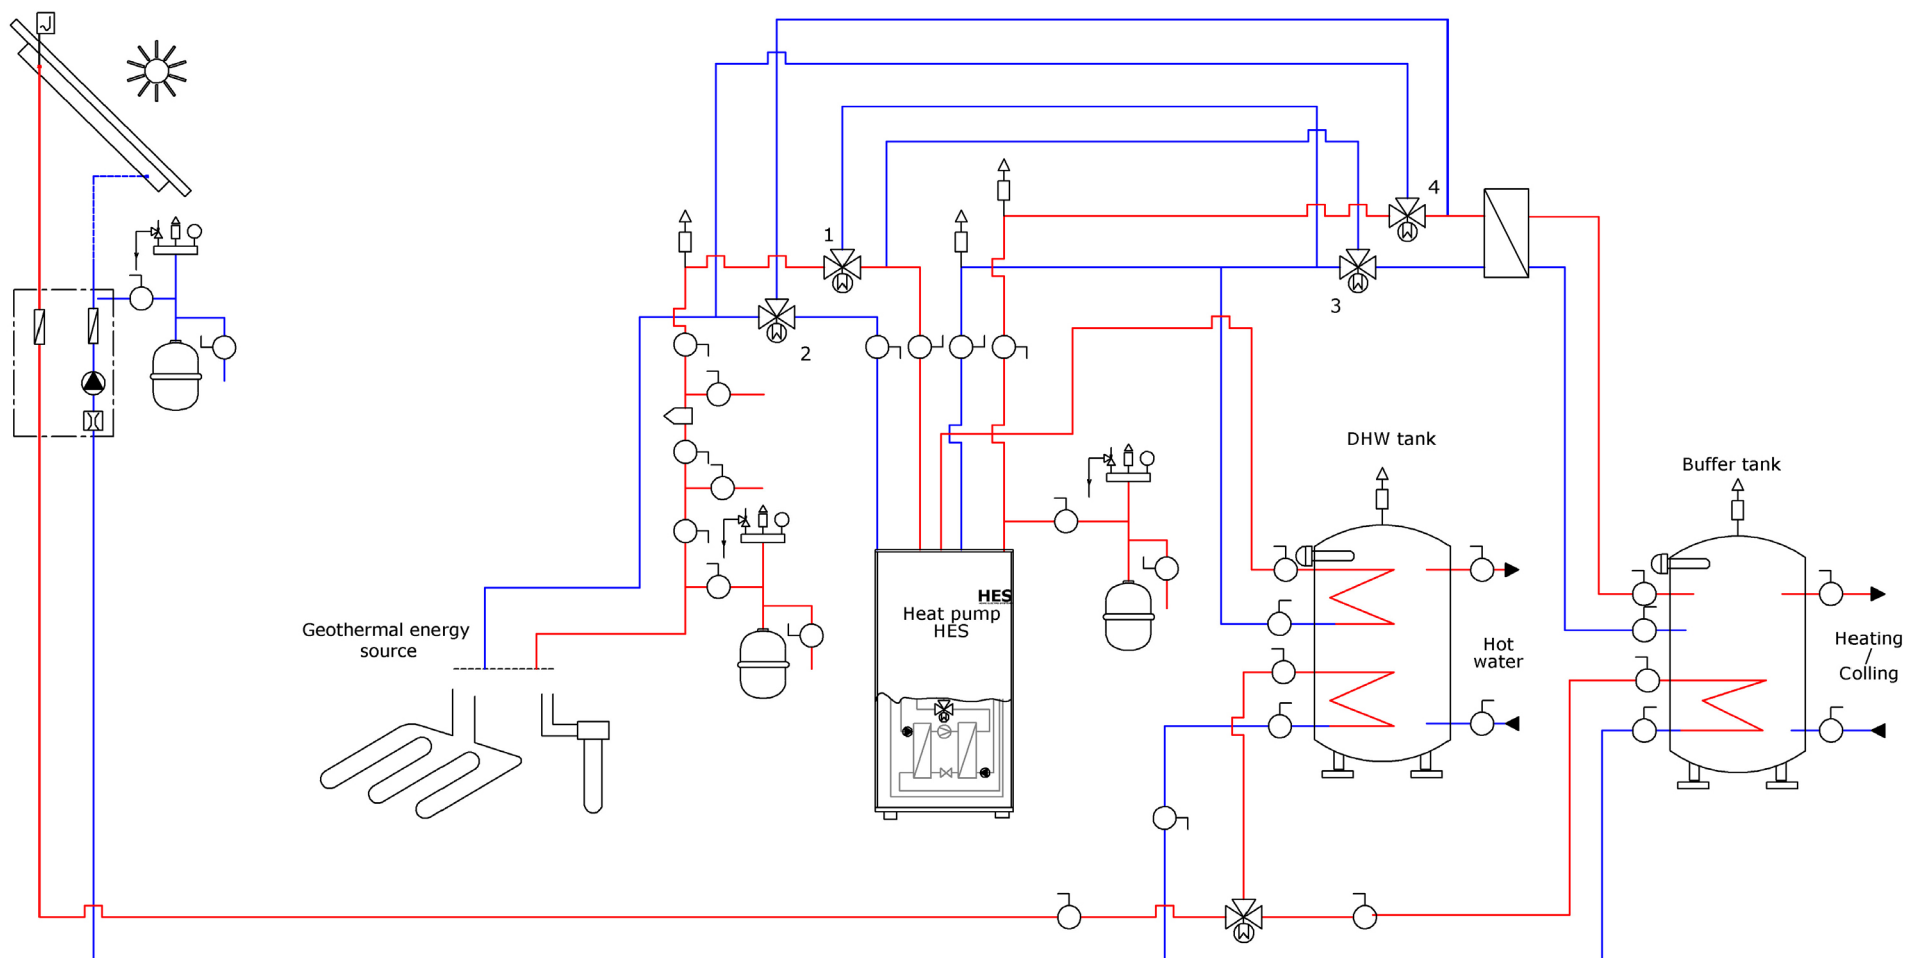 4
1
3
2
DHW tank
Buffer tank
HES
Heat pump
HES
Geothermal energy
source
Hot
water
Heating
/
Colling